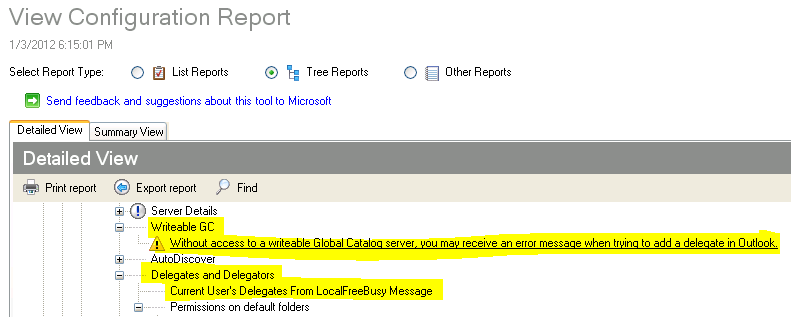 View Configuration Report
1/3/2012 6:15:01 PM
Select Report Type: List Reports Tree Reports Other Reports
Send feedback and suggestions about this tool to Microsoft
Detailed View Summary View
Detailed View
Print report Export report Find
Server Details
Writeable GC
Without access to a writeable Global Catalog server, you may receive an error message when trying to add a delegate in Outlook.
AutoDiscover
Delegates and Delegators
Current User's Delegates From LocalFreeBusy Message
Permissions on default folders